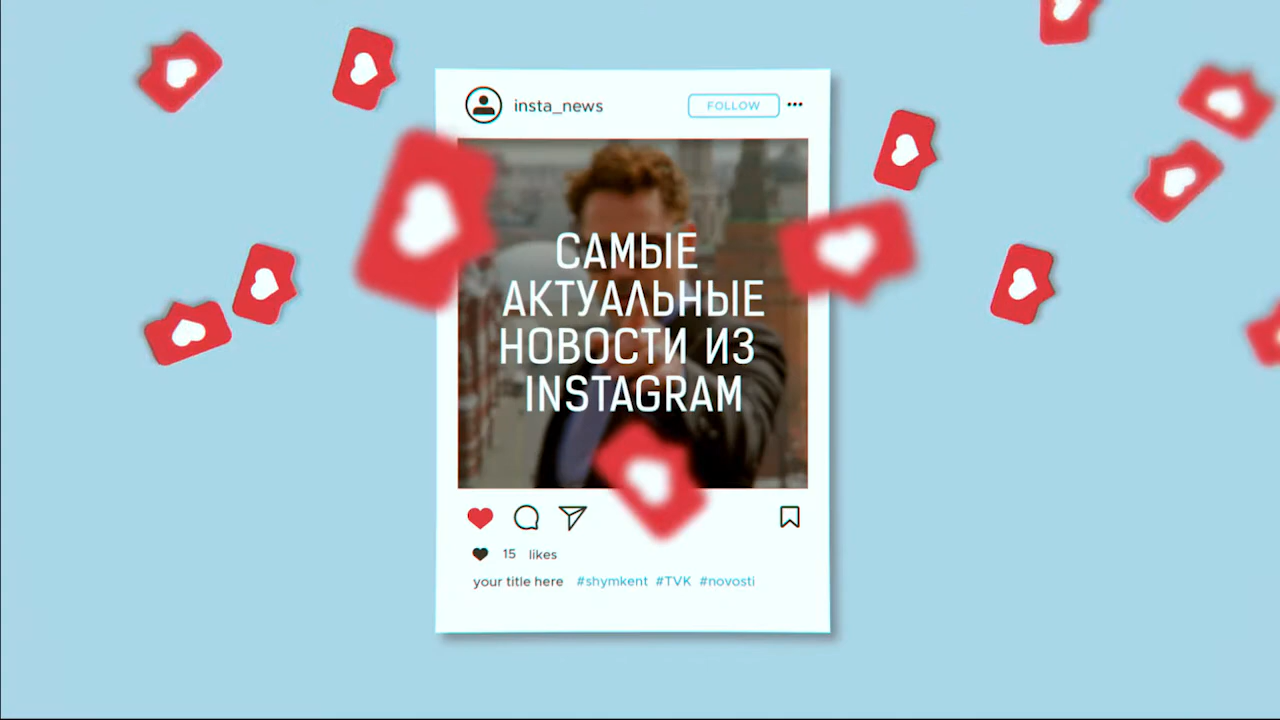 insta_news
FOLLOW
САМЫЕ
АКТУАЛЬНЫЕ
НОВОСТИ ИЗ
INSTAGRAM
15 likes
your title here #shymkent #TVK #novosti